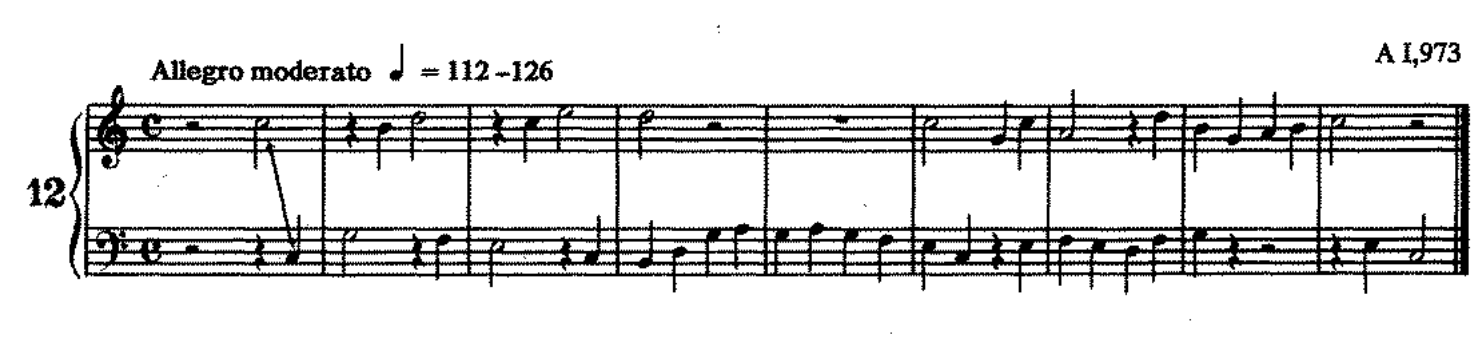 A I,973
Allegro moderato ♩ = 112–126
12